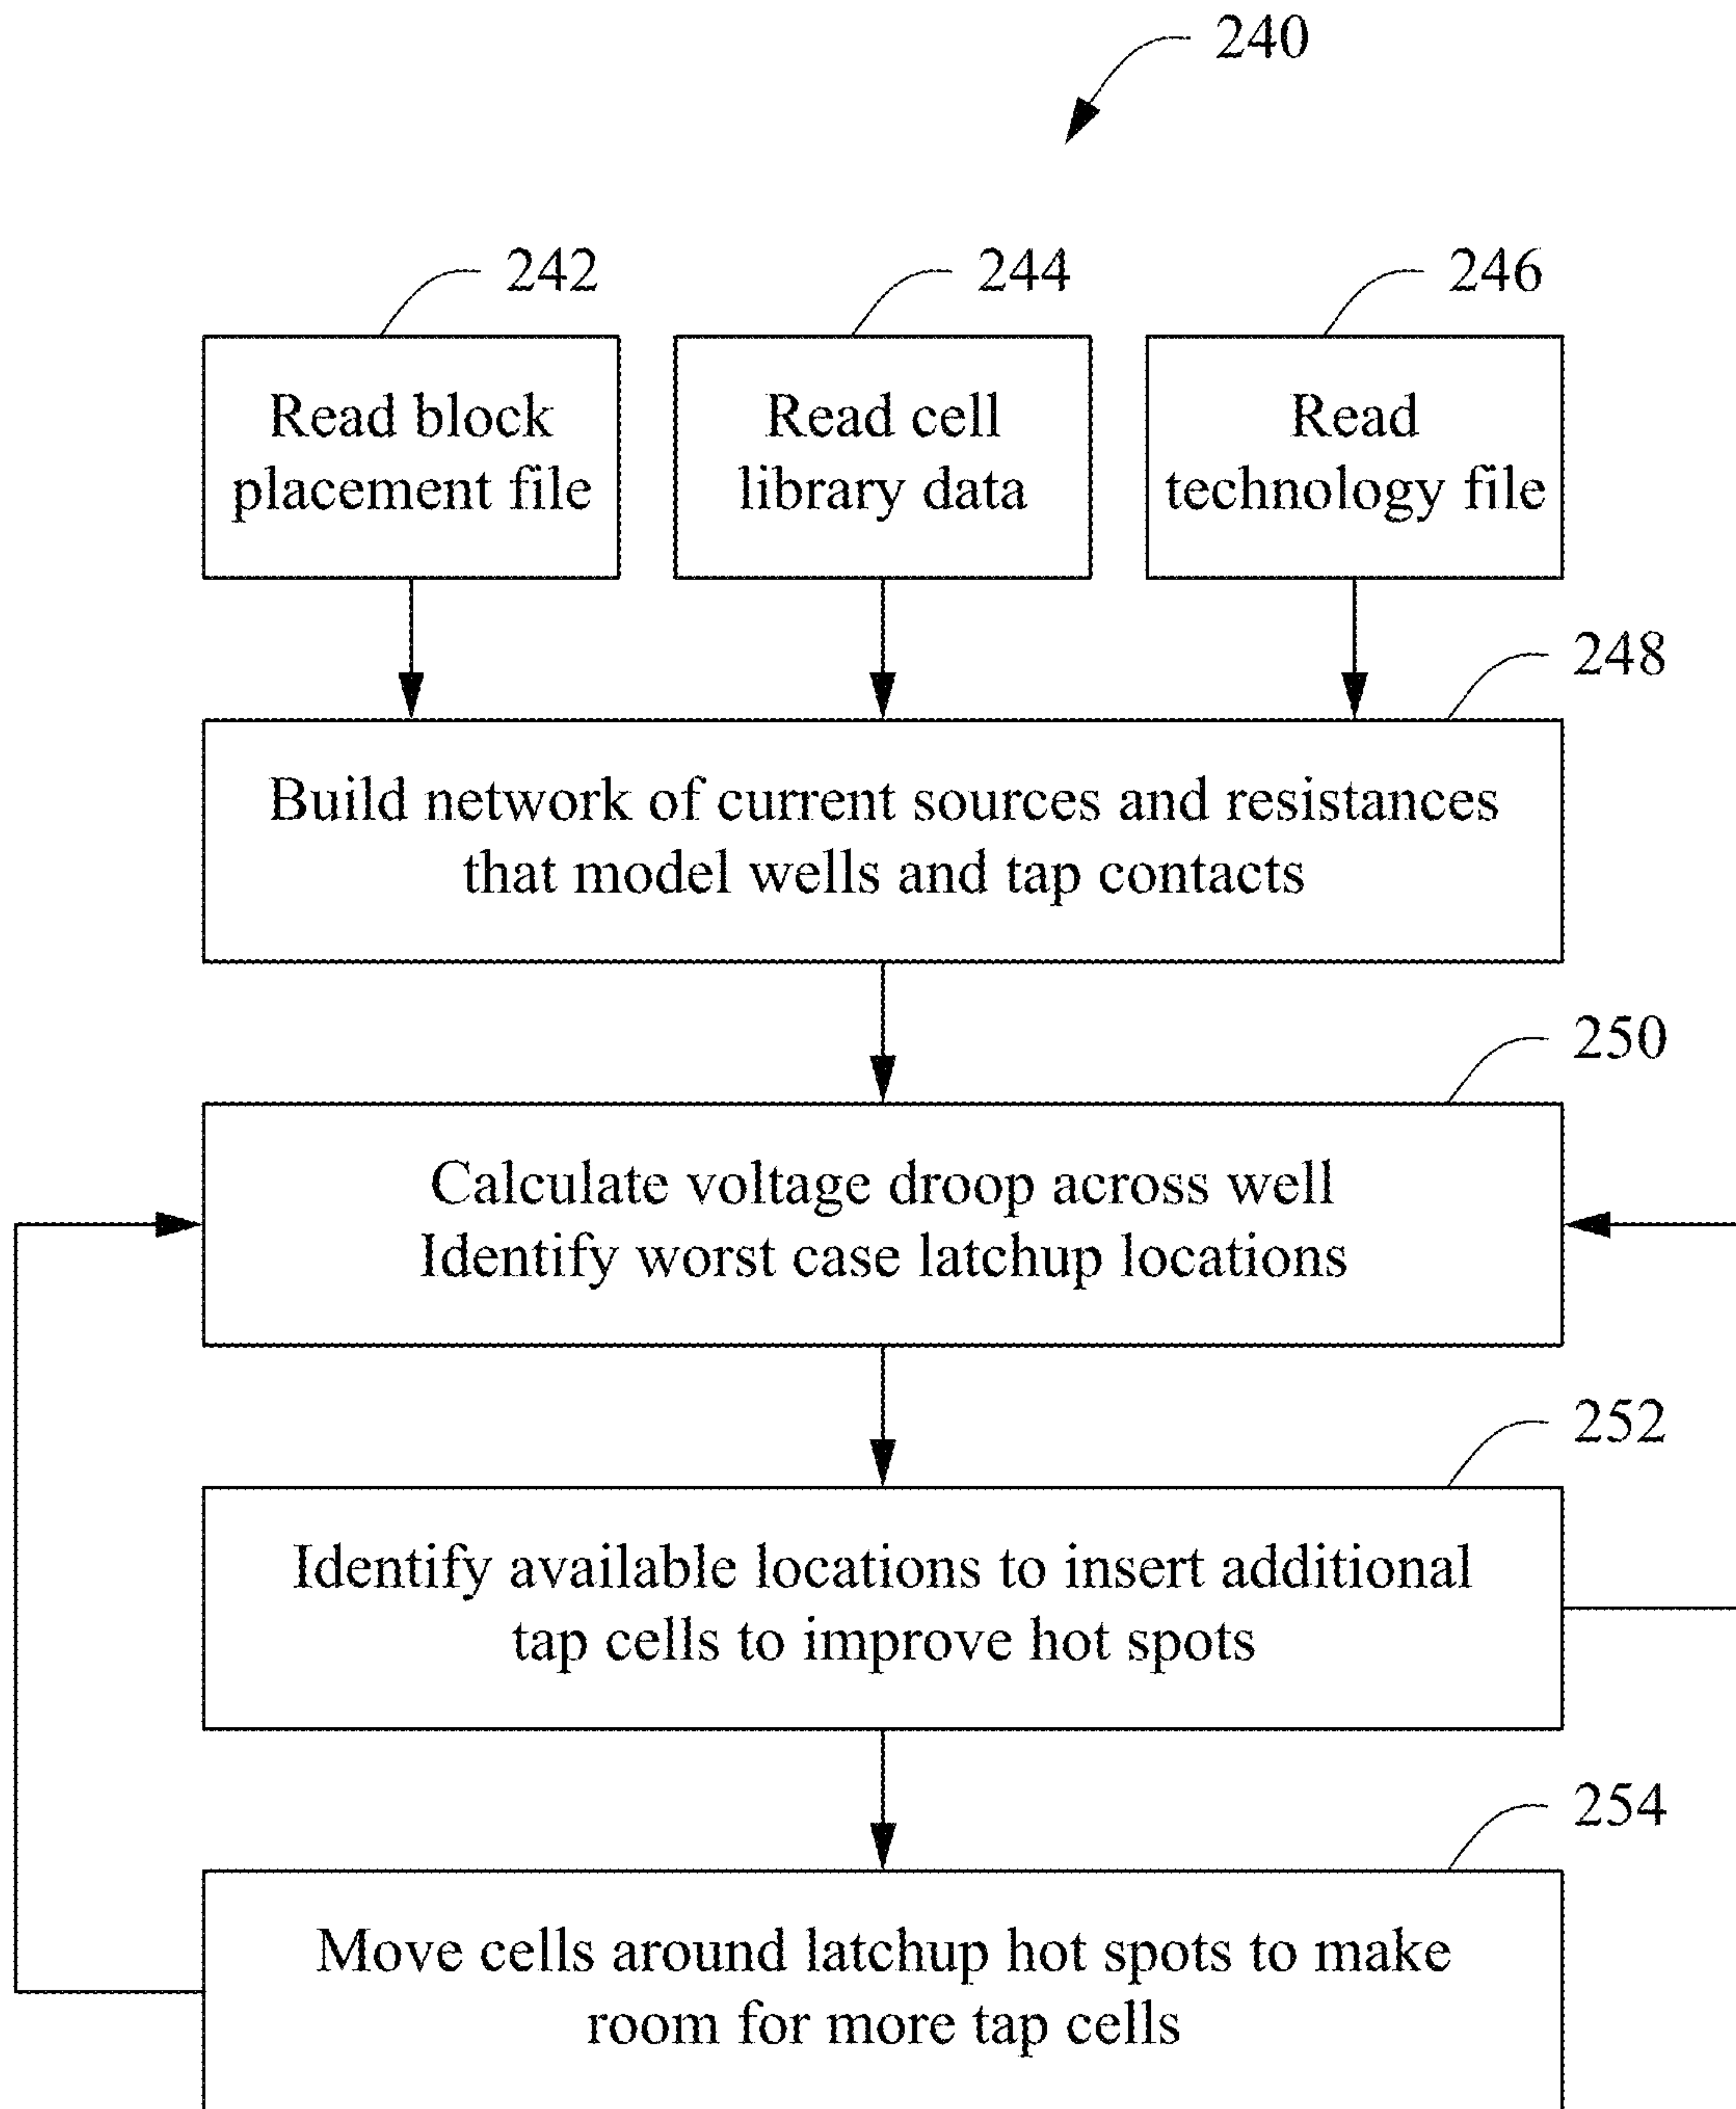 240
242
244
246
Read block
placement file
Read cell
library data
Read
technology file
248
Build network of current sources and resistances
that model wells and tap contacts
250
Calculate voltage droop across well
Identify worst case latchup locations
252
Identify available locations to insert additional
tap cells to improve hot spots
254
Move cells around latchup hot spots to make
room for more tap cells